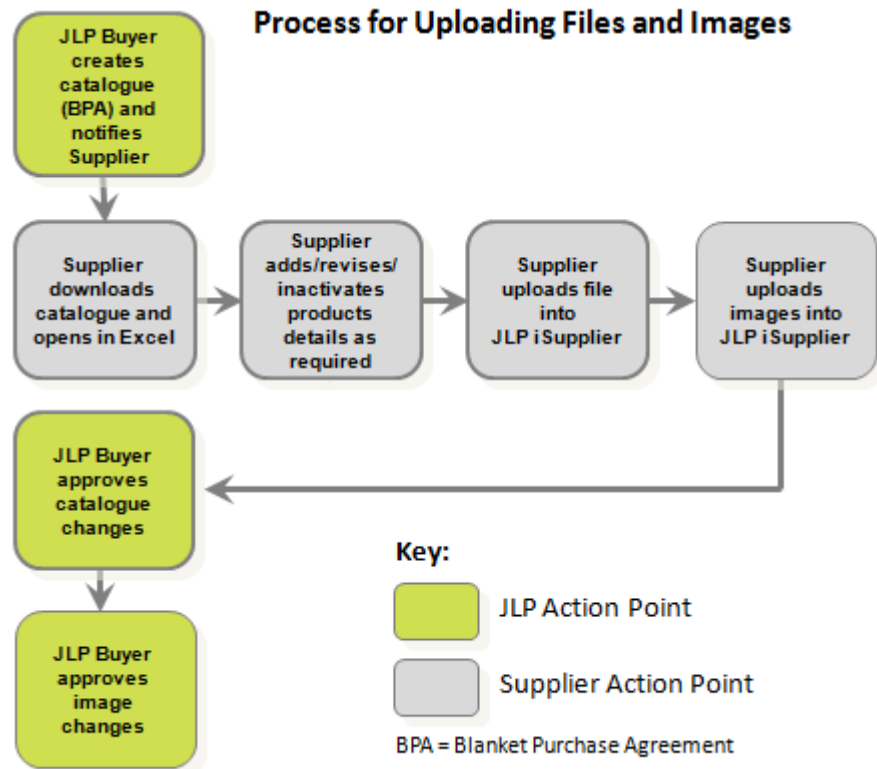 Process for Uploading Files and Images
JLP Buyer
creates
catalogue
(BPA) and
notifies
Supplier
Supplier
downloads
catalogue and
opens in Excel
Supplier
adds/revises/
inactivates
products
details as
required
Supplier
uploads file
into
JLP iSupplier
Supplier
uploads
images into
JLP iSupplier
JLP Buyer
approves
catalogue
changes
JLP Buyer
approves
image
changes
Key:
JLP Action Point
Supplier Action Point
BPA = Blanket Purchase Agreement